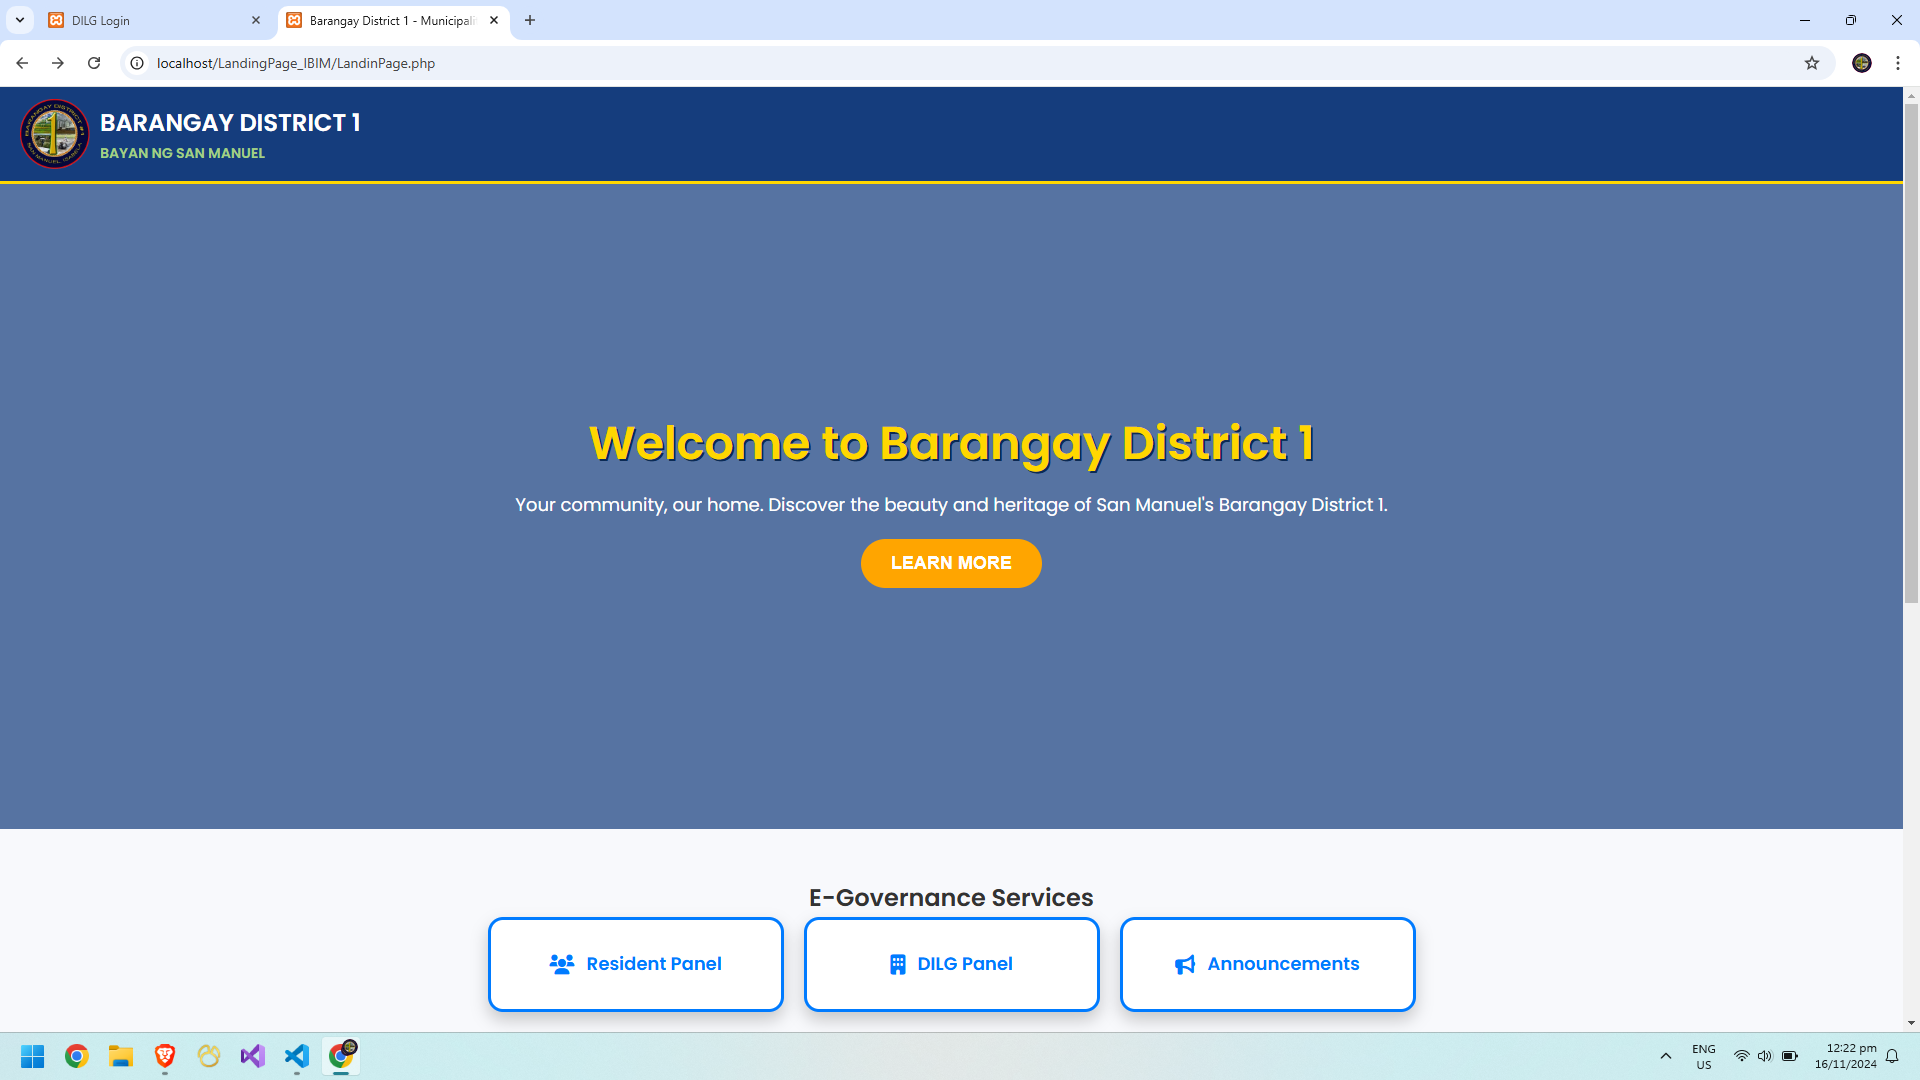 DILG Login
Barangay District 1 - Municipali
localhost/LandingPage_IBIM/LandinPage.php
BARANGAY DISTRICT 1
BAYAN NG SAN MANUEL
Welcome to Barangay District 1
Your community, our home. Discover the beauty and heritage of San Manuel's Barangay District 1.
LEARN MORE
E-Governance Services
Resident Panel
DILG Panel
Announcements
ENG
US
12:22 pm
16/11/2024